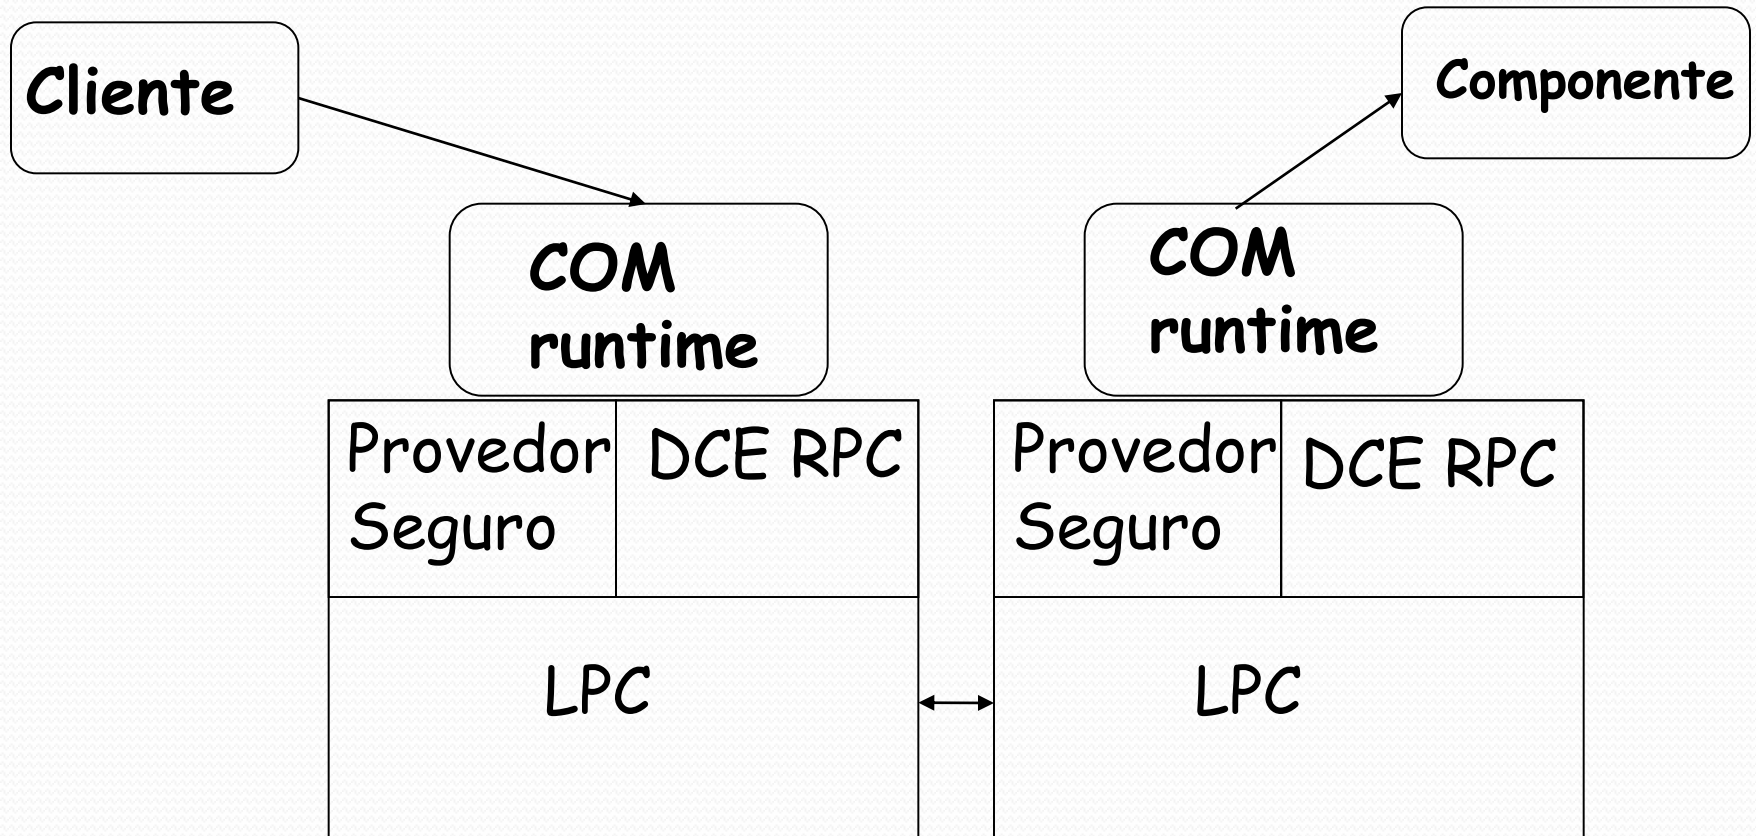 Cliente
Componente
COM
runtime
COM
runtime
Provedor
Seguro
DCE RPC
Provedor
Seguro
DCE RPC
LPC
LPC